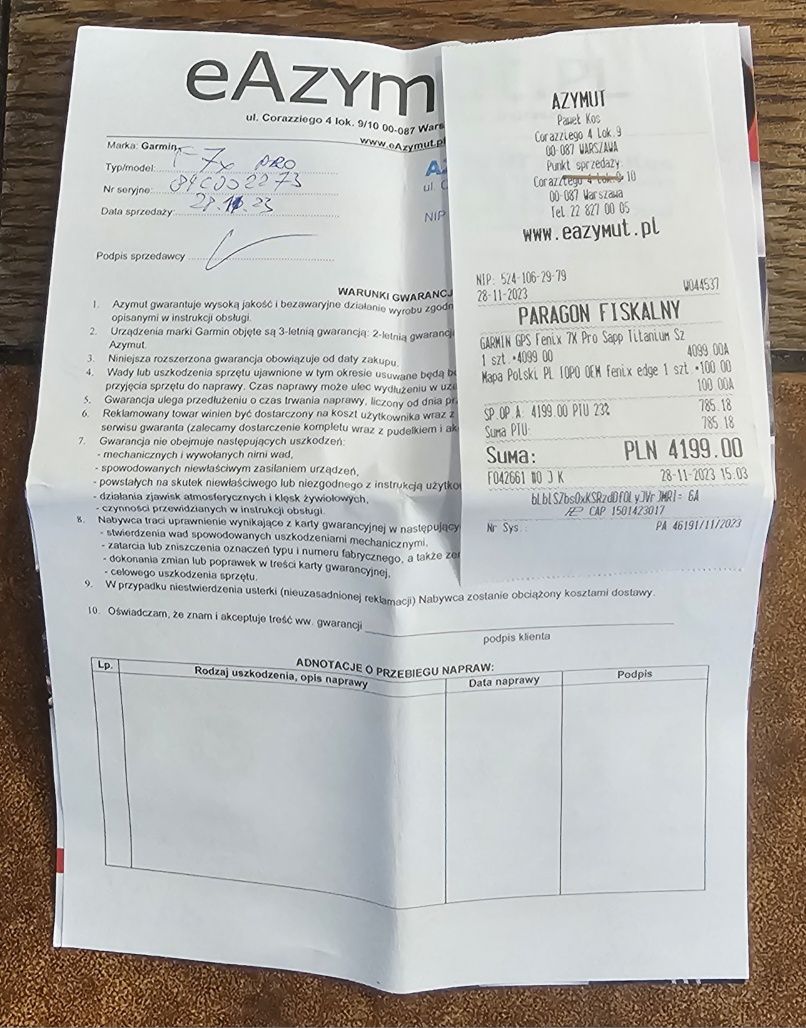 eAzym
ul. Corazziego 4 lok. 9/10 00-087 Wars
www.eAzymut.pl
Marka: Garmin
F-7x PRO
Typ/model:
Nr seryjne:
Data sprzedaży:
A
ul. C
NIP
Podpis sprzedawcy
WARUNKI GWARANC
1. Azymut gwarantuje wysoką jakość i bezawaryjne działanie wyrobu zgodn
opisanymi w instrukcji obsługi.
2. Urządzenia marki Garmin objęte są 3-letnią gwarancją: 2-letnią gwarancj
Azymut.
3. Niniejsza rozszerzona gwarancja obowiązuje od daty zakupu.
4. Wady lub uszkodzenia sprzętu ujawnione w tym okresie usuwane będą b
przyjęcia sprzętu do naprawy. Czas naprawy może ulec wydłużeniu w uz
5. Gwarancja ulega przedłużeniu o czas trwania naprawy, liczony od dnia pr
6. Reklamowany towar winien być dostarczony na koszt użytkownika wraz z
serwisu gwaranta (zalecamy dostarczenie kompletu wraz z pudełkiem i ak
7. Gwarancja nie obejmuje następujących uszkodzeń:
- mechanicznych i wywołanych nimi wad,
- spowodowanych niewłaściwym zasilaniem urządzeń,
- powstałych na skutek niewłaściwego lub niezgodnego z instrukcją użytko
- działania zjawisk atmosferycznych i klęsk żywiołowych,
- czynności przewidzianych w instrukcji obsługi.
8. Nabywca traci uprawnienie wynikające z karty gwarancyjnej w następujący
- stwierdzenia wad spowodowanych uszkodzeniami mechanicznymi,
- zatarcia lub zniszczenia oznaczeń typu i numeru fabrycznego, a także ze
- dokonania zmian lub poprawek w treści karty gwarancyjnej,
- celowego uszkodzenia sprzętu.
9. W przypadku niestwierdzenia usterki (nieuzasadnionej reklamacji) Nabywca zostanie obciążony kosztami dostawy.
10. Oświadczam, że znam i akceptuje treść ww. gwarancji
podpis klienta
ADNOTACJE O PRZEBIEGU NAPRAW:
Lp. Rodzaj uszkodzenia, opis naprawy Data naprawy Podpis
AZYMUT
Paweł Kos
Corazziego 4 Lok.9
00-087 WARSZAWA
Punkt sprzedaży:
Corazziego 4 lok.9 10
00-087 Warszawa
Tel. 22 827 00 05
www.eazymut.pl
NIP: 524-106-29-79
28-11-2023 W044537
PARAGON FISKALNY
GARMIN GPS Fenix 7X Pro Sapp Titanium Sz
1 szt *4099 00 4099 00A
Mapa Polski PL TOPO OEM Fenix edge 1 szt *100 00
100 00A
SP.OP.A: 4199.00 PTU 23% 785.18
Suma PTU: 785.18
SUMA: PLN 4199.00
F042661 #0 J K 28-11-2023 15.03
CAP 1501423017
Nr Sys.: PA 46191/11/2023